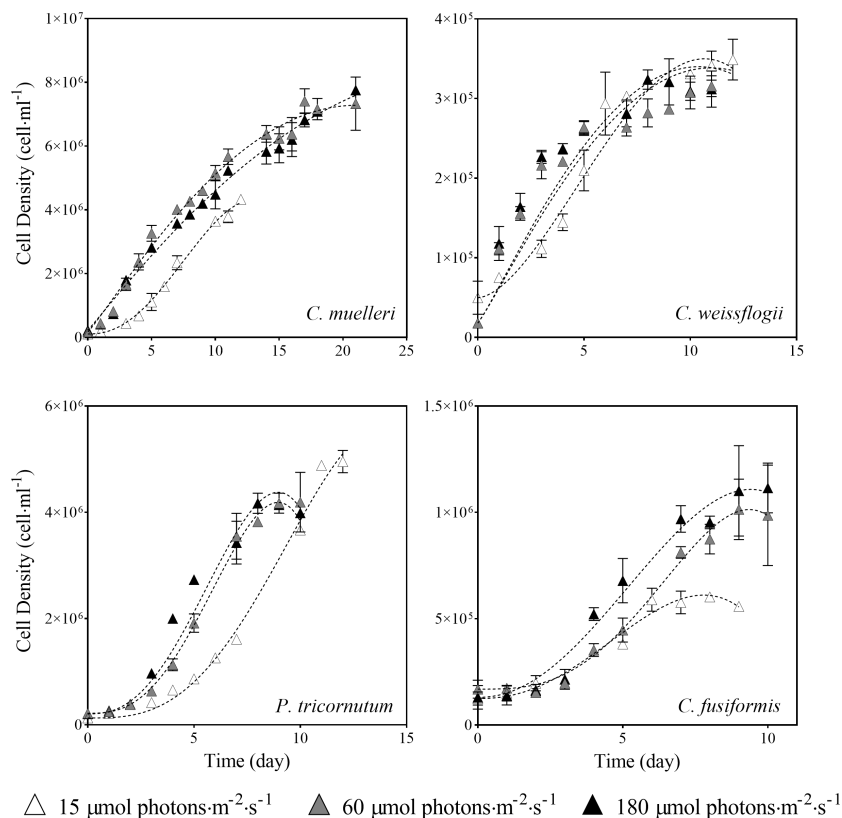 Cell Density (cell·ml⁻¹)
1×10⁷
8×10⁶
6×10⁶
4×10⁶
2×10⁶
0
0 5 10 15 20 25
C. muelleri
4×10⁵
3×10⁵
2×10⁵
1×10⁵
0
0 5 10 15
C. weissflogii
Cell Density (cell·ml⁻¹)
6×10⁶
4×10⁶
2×10⁶
0
0 5 10 15
P. tricornutum
Time (day)
1.5×10⁶
1×10⁶
5×10⁵
0
0 5 10
C. fusiformis
Time (day)
15 μmol photons·m⁻²·s⁻¹ 60 μmol photons·m⁻²·s⁻¹ 180 μmol photons·m⁻²·s⁻¹